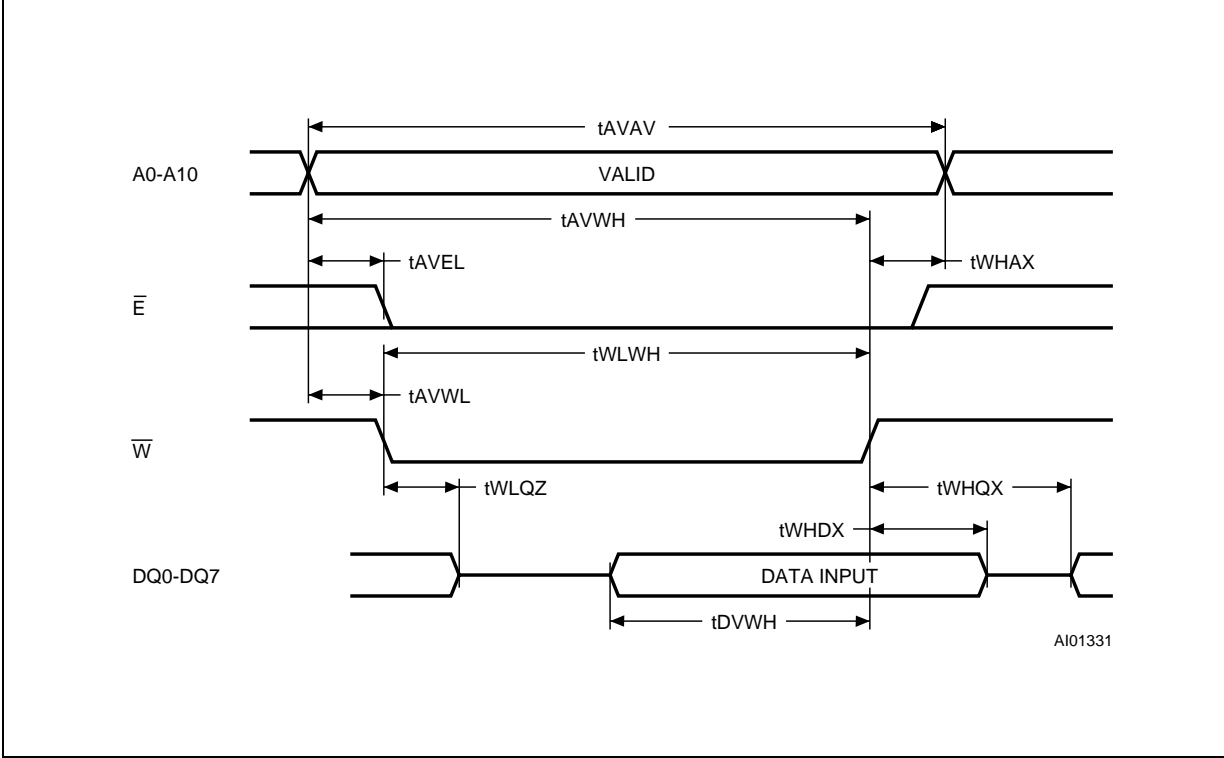 tAVAV
A0-A10
VALID
tAVWH
tAVEL
tWHAX
E̅
tWLWH
tAVWL
W̅
tWLQZ
tWHQX
tWHDX
DQ0-DQ7
DATA INPUT
tDVWH
AI01331